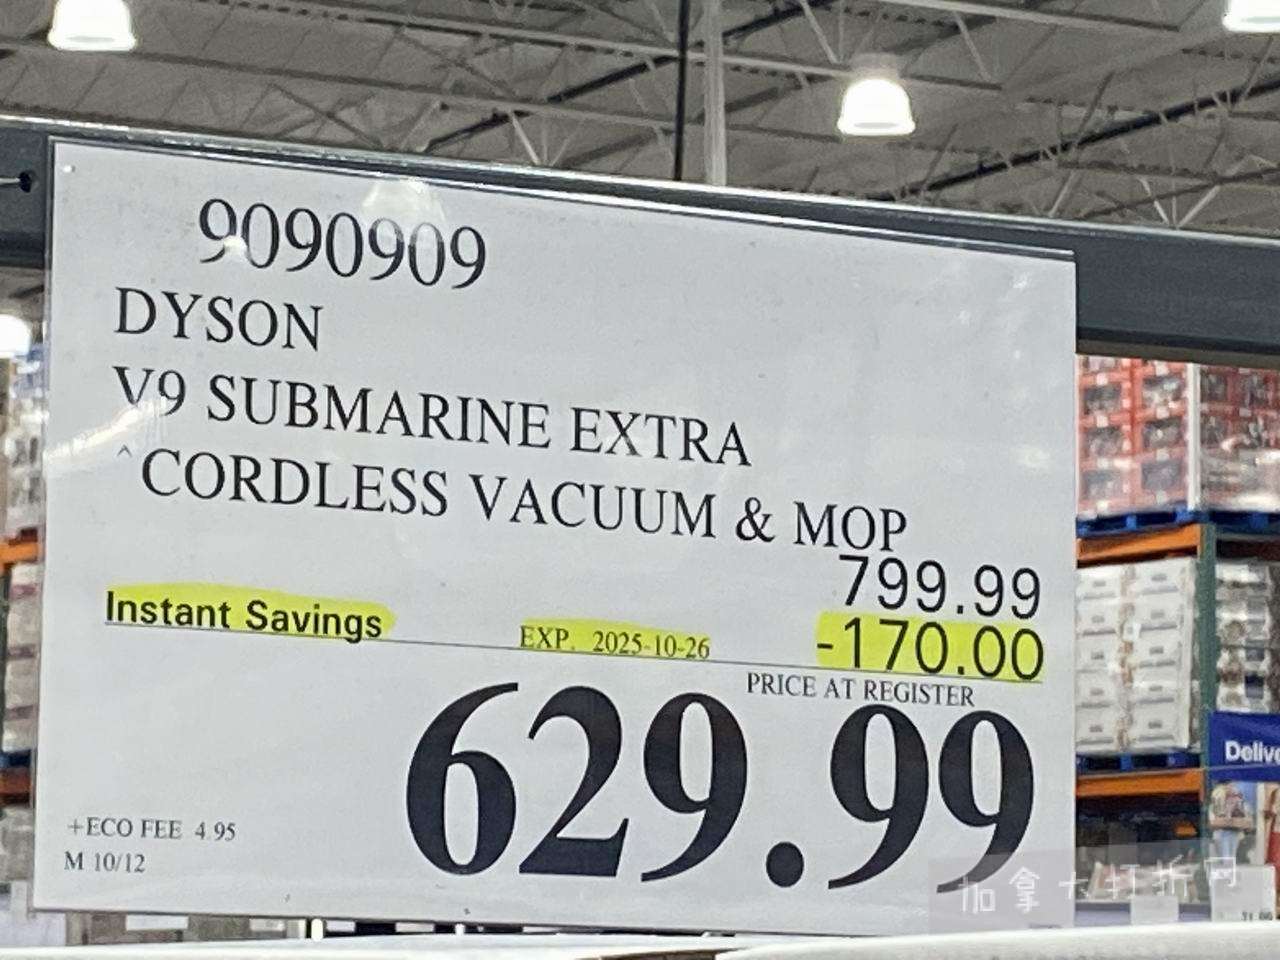 9090909
DYSON
V9 SUBMARINE EXTRA
^CORDLESS VACUUM & MOP
799.99
Instant Savings EXP. 2025-10-26 -170.00
PRICE AT REGISTER
629.99
+ECO FEE 4.95
M 10/12
Delive
加拿大打折网